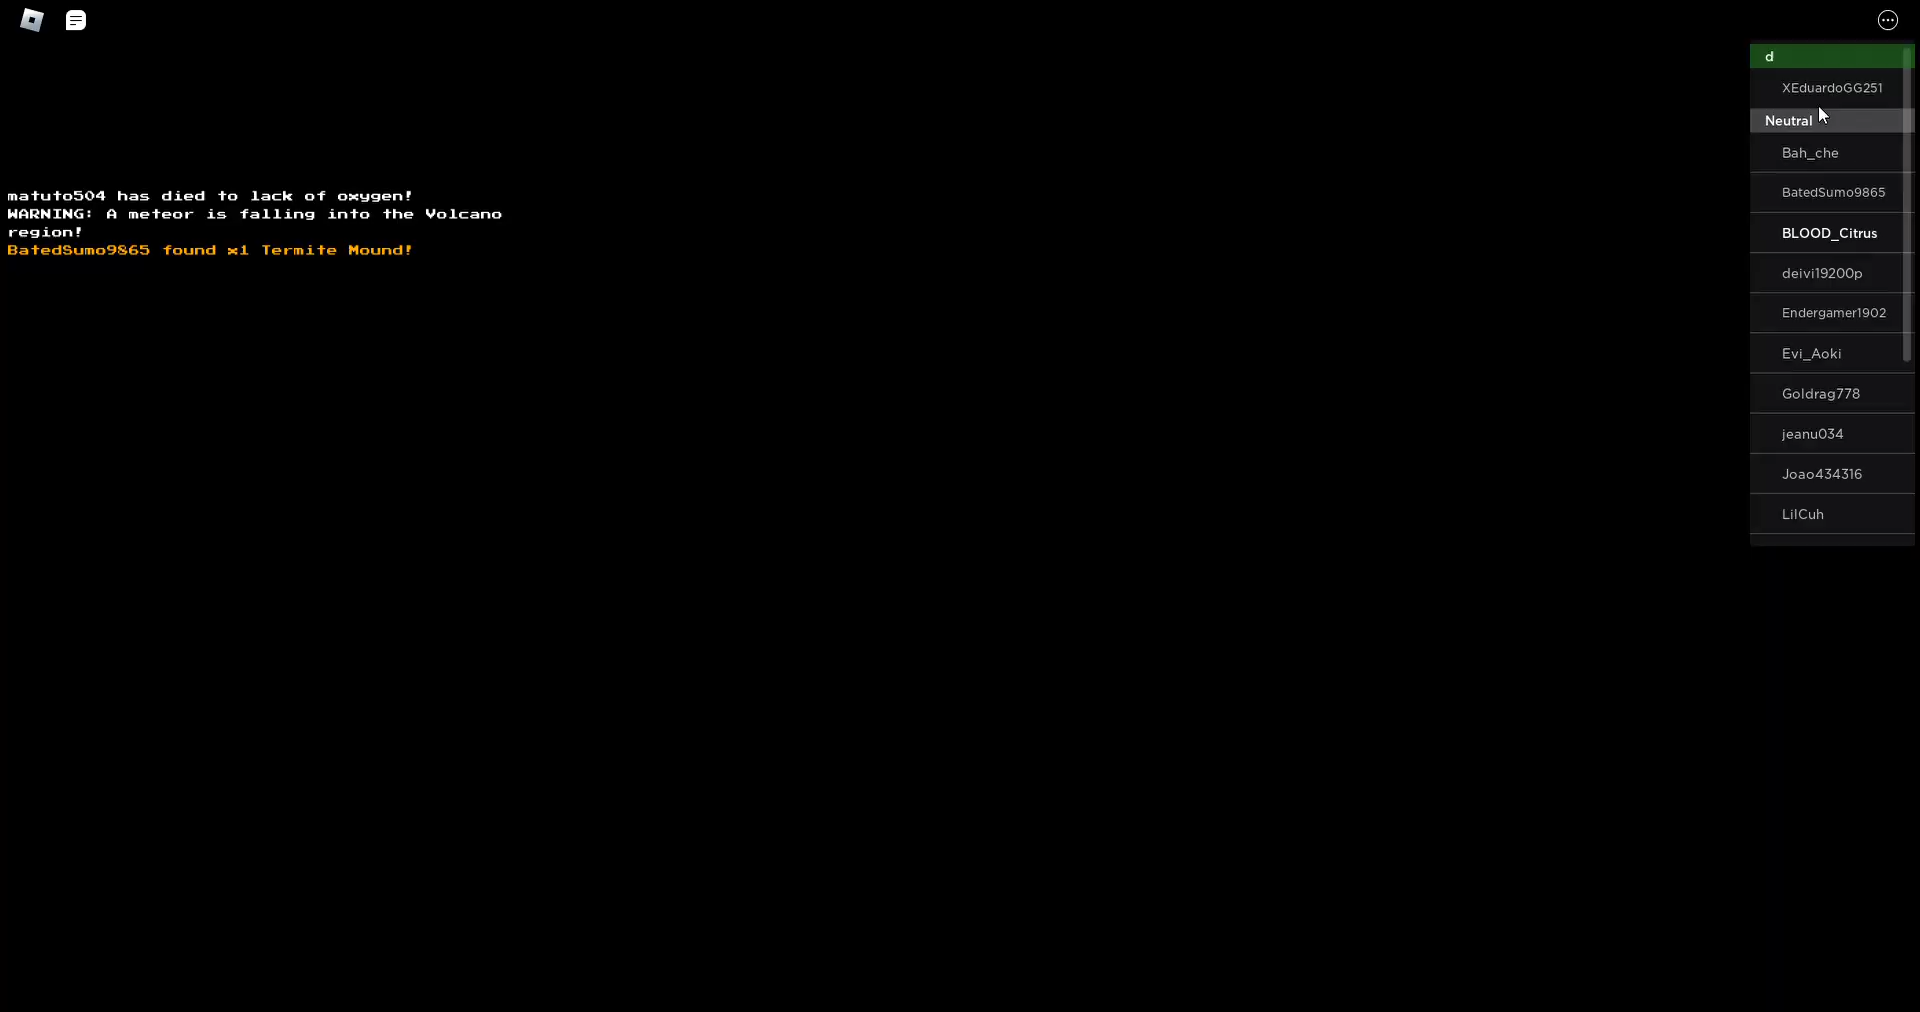 d
XEduardoGG251
Neutral
Bah_che
matuto504 has died to lack of oxygen!
BatedSumo9865
WARNING: A meteor is falling into the Volcano
region!
BLOOD_Citrus
BatedSumo9865 found x1 Termite Mound!
deivi19200p
Endergamer1902
Evi_Aoki
Goldrag778
jeanu034
Joao434316
LilCuh